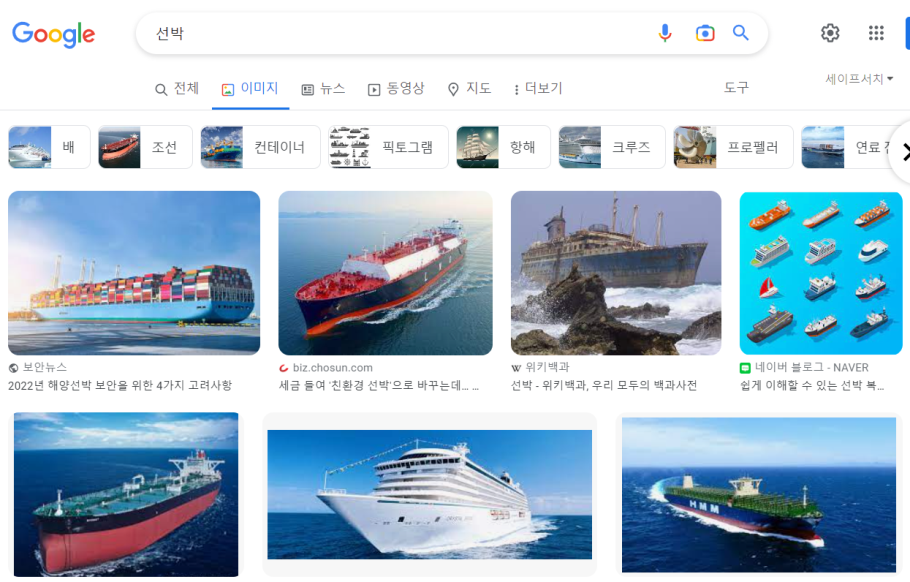 Google
선박
전체
이미지
뉴스
동영상
지도
더보기
도구
세이프서치
배
조선
컨테이너
픽토그램
항해
크루즈
프로펠러
연료
보안뉴스
2022년 해양선박 보안을 위한 4가지 고려사항
biz.chosun.com
세금 들여 '친환경 선박'으로 바꾸는데... ...
W 위키백과
선박 - 위키백과, 우리 모두의 백과사전
네이버 블로그 - NAVER
쉽게 이해할 수 있는 선박 복...
HMM